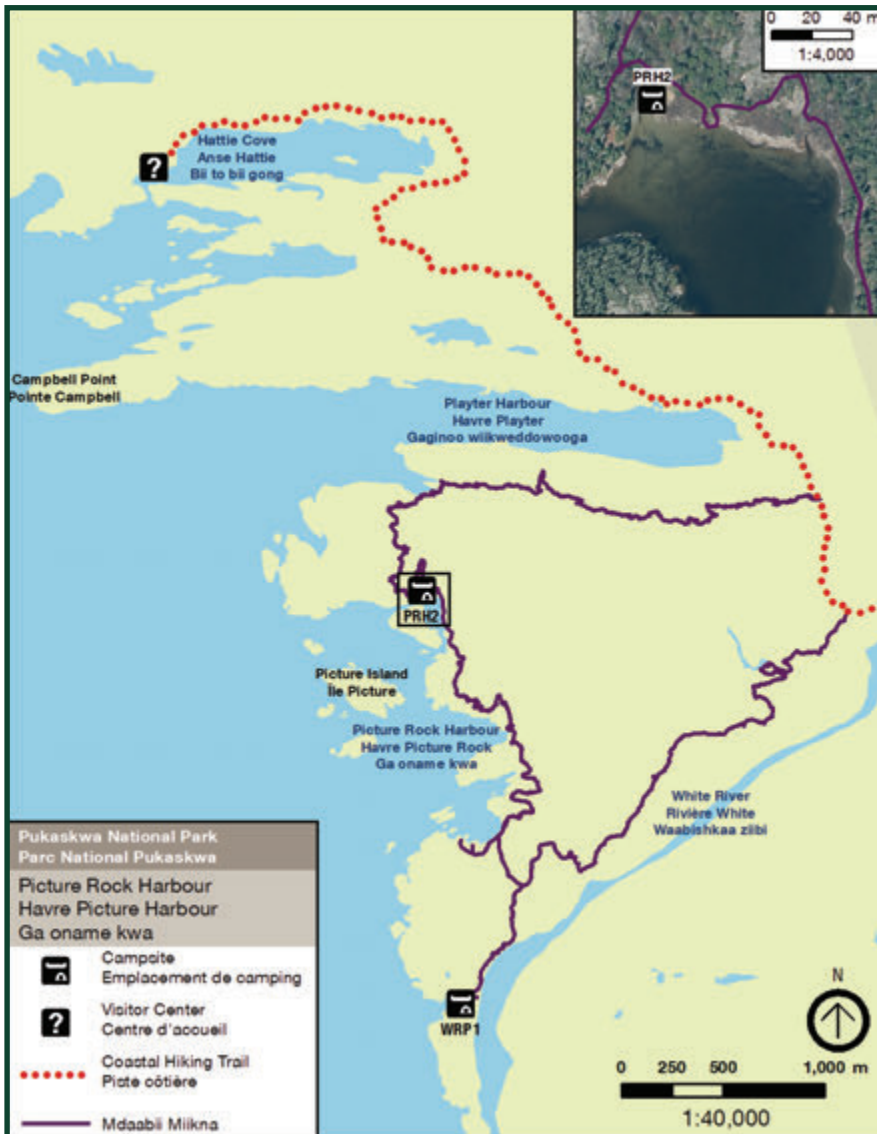 0 20 40 m
1:4,000
PRH2
?
Hattie Cove
Anse Hattie
Bii to bii gong
Campbell Point
Pointe Campbell
Playter Harbour
Havre Playter
Gaginoo wiikweddowooga
PRH2
Picture Island
Île Picture
Picture Rock Harbour
Havre Picture Rock
Ga oname kwa
White River
Rivière White
Waabishkaa ziibi
WRP1
Pukaskwa National Park
Parc National Pukaskwa
Picture Rock Harbour
Havre Picture Harbour
Ga oname kwa
Campsite
Emplacement de camping
?
Visitor Center
Centre d'accueil
Coastal Hiking Trail
Piste côtière
Mdaabii Miikna
N
0 250 500 1,000 m
1:40,000